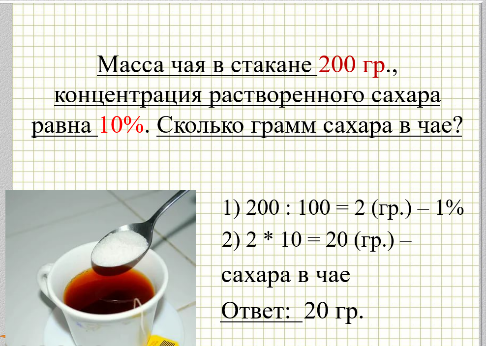 Масса чая в стакане 200 гр.,
концентрация растворенного сахара
равна 10%. Сколько грамм сахара в чае?
1) 200 : 100 = 2 (гр.) – 1%
2) 2 * 10 = 20 (гр.) –
сахара в чае
Ответ: 20 гр.